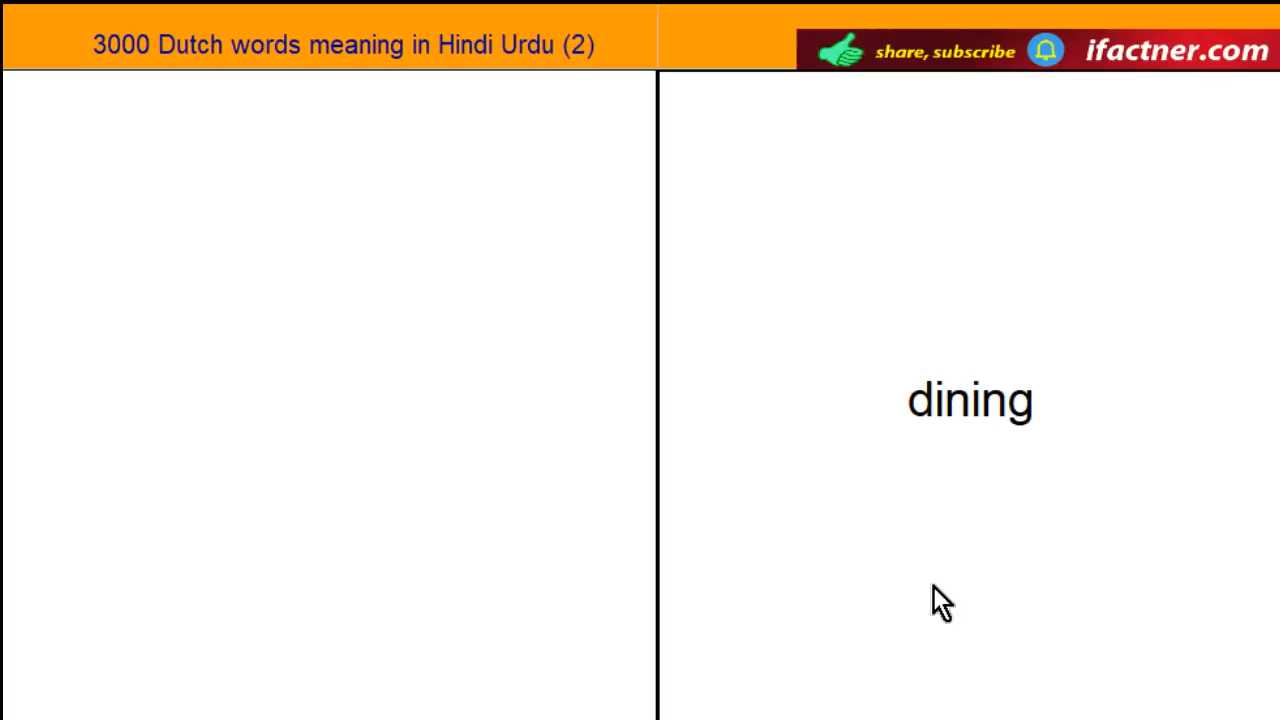 3000 Dutch words meaning in Hindi Urdu (2)
share, subscribe
ifactner.com
dining